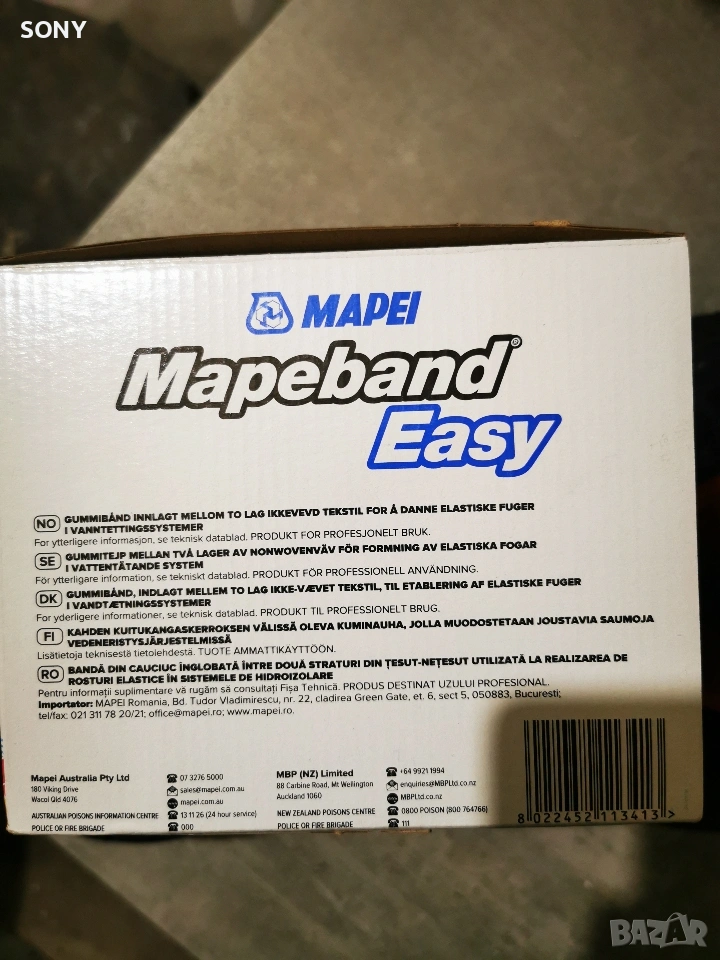 SONY
MAPEI
Mapeband®
Easy
NO GUMMIBÅND INNLAGT MELLOM TO LAG IKKEVEVD TEKSTIL FOR Å DANNE ELASTISKE FUGER
I VANNTETTINGSSYSTEMER
For ytterligere informasjon, se teknisk datablad. PRODUKT FOR PROFESJONELT BRUK.
SE GUMMITEJP MELLAN TVÅ LAGER AV NONWOVENVÄV FÖR FORMNING AV ELASTISKA FOGAR
I VATTENTÄTANDE SYSTEM
För ytterligare information, se tekniskt datablad. PRODUKT FÖR PROFESSIONELL ANVÄNDNING.
DK GUMMIBÅND, INDLAGT MELLEM TO LAG IKKE-VÆVET TEKSTIL, TIL ETABLERING AF ELASTISKE FUGER
I VANDTÆTNINGSSYSTEMER
For yderligere informationer, se teknisk datablad. PRODUKT TIL PROFESSIONELT BRUG.
FI KAHDEN KUITUKANGASKERROKSEN VÄLISSÄ OLEVA KUMINAUHA, JOLLA MUODOSTETAAN JOUSTAVIA SAUMOJA
VEDENERISTYSJÄRJESTELMISSÄ
Lisätietoja teknisestä tietolehdestä. TUOTE AMMATTIKÄYTTÖÖN.
RO BANDĂ DIN CAUCIUC ÎNGLOBATĂ ÎNTRE DOUĂ STRATURI DIN ȚESUT-NEȚESUT UTILIZATĂ LA REALIZAREA DE
ROSTURI ELASTICE ÎN SISTEMELE DE HIDROIZOLARE
Pentru informații suplimentare vă rugăm să consultați Fișa Tehnică. PRODUS DESTINAT UZULUI PROFESIONAL.
Importator: MAPEI Romania, Bd. Tudor Vladimirescu, nr. 22, cladirea Green Gate, et. 6, sect 5, 050883, Bucuresti;
tel/fax: 021 311 78 20/21; office@mapei.ro; www.mapei.ro.
Mapei Australia Pty Ltd
180 Viking Drive
Wacol Qld 4076
AUSTRALIAN POISONS INFORMATION CENTRE
POLICE OR FIRE BRIGADE
07 3276 5000
sales@mapei.com.au
mapei.com.au
13 11 26 (24 hour service)
000
MBP (NZ) Limited
88 Carbine Road, Mt Wellington
Auckland 1060
NEW ZEALAND POISONS CENTRE
POLICE OR FIRE BRIGADE
+64 9921 1994
enquiries@MBPLtd.co.nz
MBPLtd.co.nz
0800 POISON (800 764766)
111
8 022452 113413 >
BAZAR